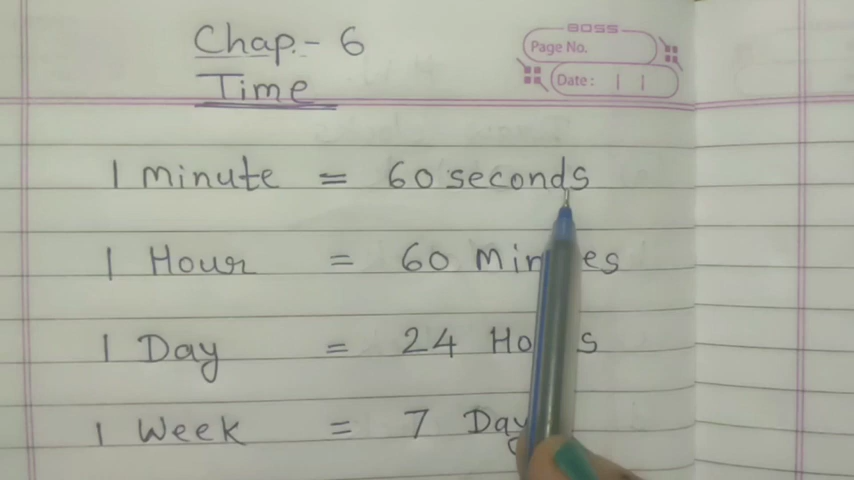 Chap.- 6
BOSS
Page No.
Time
Date:
1 minute = 60 seconds
1 Hour = 60
1 Day = 24
1 Week = 7